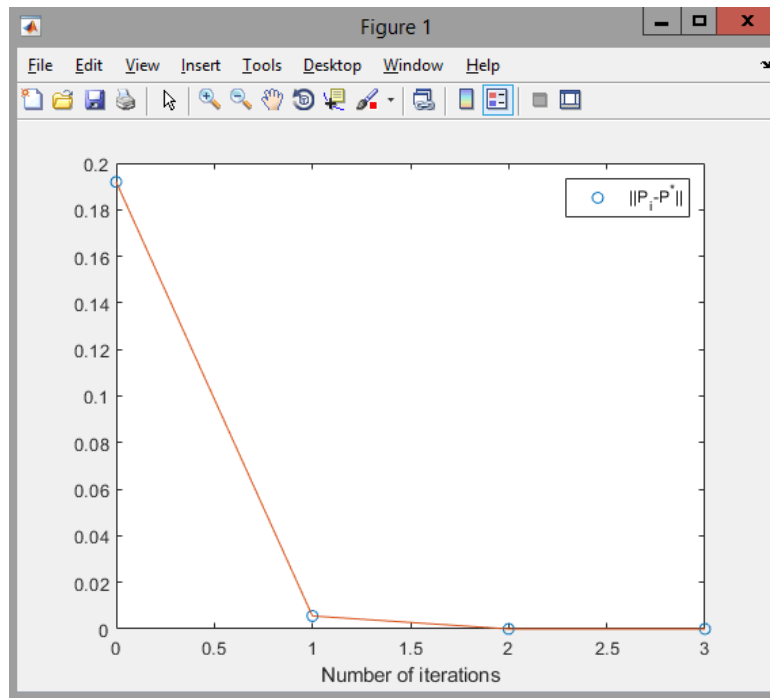 Figure 1
File Edit View Insert Tools Desktop Window Help
0.2
0.18
0.16
0.14
0.12
0.1
0.08
0.06
0.04
0.02
0
||P_i-P^*||
0 0.5 1 1.5 2 2.5 3
Number of iterations